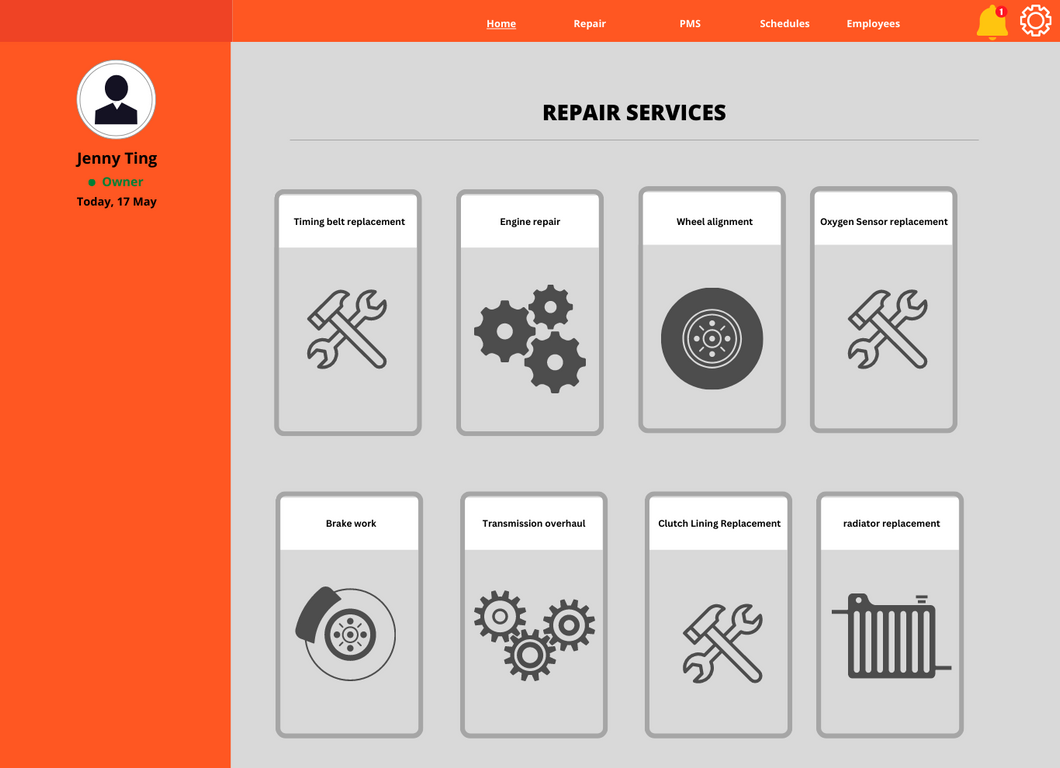 Home Repair PMS Schedules Employees 1
Jenny Ting
Owner
Today, 17 May
REPAIR SERVICES
Timing belt replacement
Engine repair
Wheel alignment
Oxygen Sensor replacement
Brake work
Transmission overhaul
Clutch Lining Replacement
radiator replacement